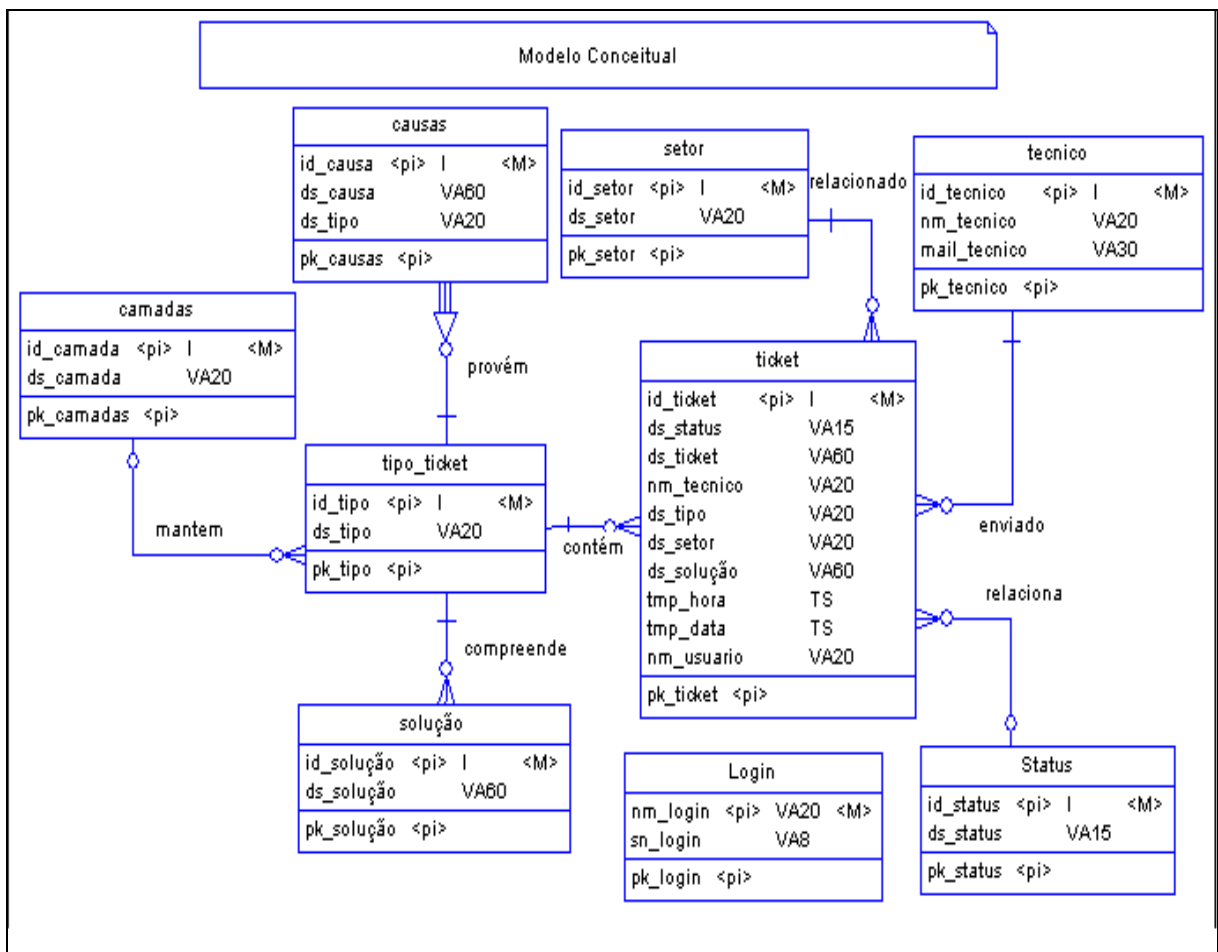 Modelo Conceitual
causas
id_causa <pi> I <M>
ds_causa VA60
ds_tipo VA20
pk_causas <pi>
setor
id_setor <pi> I <M>
ds_setor VA20
pk_setor <pi>
relacionado
tecnico
id_tecnico <pi> I <M>
nm_tecnico VA20
mail_tecnico VA30
pk_tecnico <pi>
camadas
id_camada <pi> I <M>
ds_camada VA20
pk_camadas <pi>
provém
ticket
id_ticket <pi> I <M>
ds_status VA15
ds_ticket VA60
nm_tecnico VA20
ds_tipo VA20
ds_setor VA20
ds_solução VA60
tmp_hora TS
tmp_data TS
nm_usuario VA20
pk_ticket <pi>
tipo_ticket
id_tipo <pi> I <M>
ds_tipo VA20
pk_tipo <pi>
mantem
contém
enviado
relaciona
compreende
solução
id_solução <pi> I <M>
ds_solução VA60
pk_solução <pi>
Login
nm_login <pi> VA20 <M>
sn_login VA8
pk_login <pi>
Status
id_status <pi> I <M>
ds_status VA15
pk_status <pi>